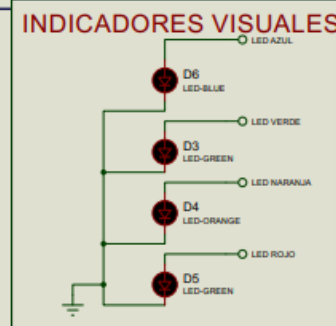 INDICADORES VISUALES
LED AZUL
D6
LED-BLUE
LED VERDE
D3
LED-GREEN
LED NARANJA
D4
LED-ORANGE
LED ROJO
D5
LED-GREEN